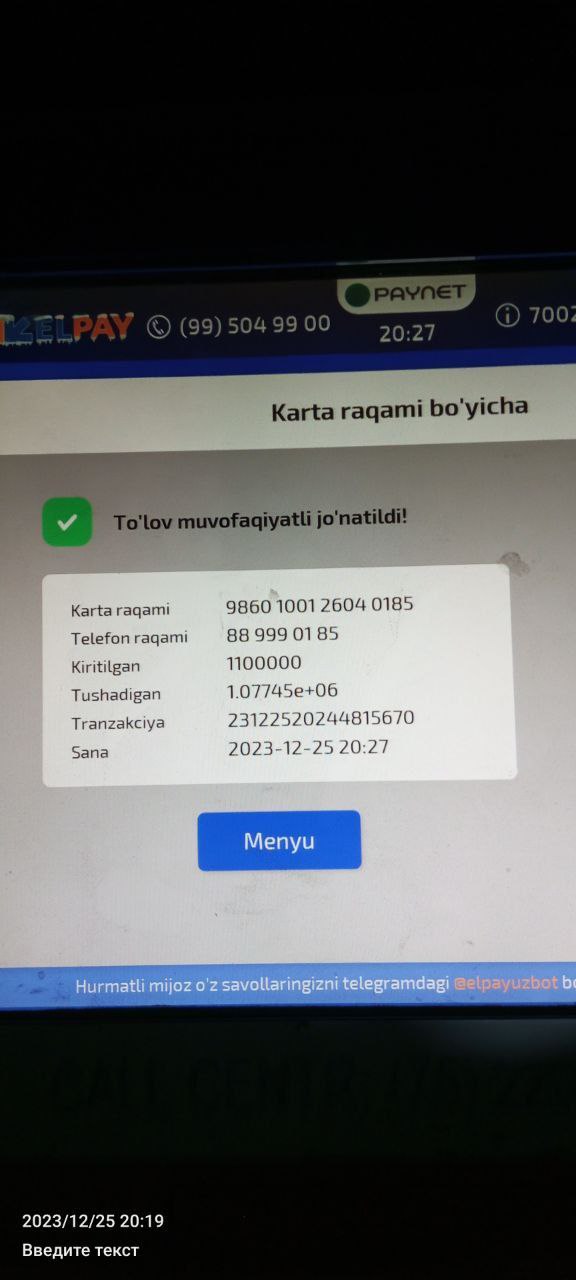 ELPAY (99) 504 99 00 PAYNET 7002
20:27
Karta raqami bo'yicha
To'lov muvofaqiyatli jo'natildi!
Karta raqami 9860 1001 2604 0185
Telefon raqami 88 999 01 85
Kiritilgan 1100000
Tushadigan 1.07745e+06
Tranzakciya 23122520244815670
Sana 2023-12-25 20:27
Menyu
Hurmatli mijoz o'z savollaringizni telegramdagi @elpayuzbot bo
CALL CENTR
2023/12/25 20:19
Введите текст